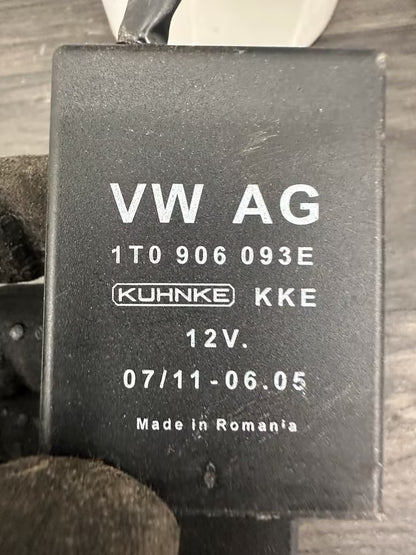 VW AG
1T0 906 093E
KUHNKE KKE
12V.
07/11-06.05
Made in Romania